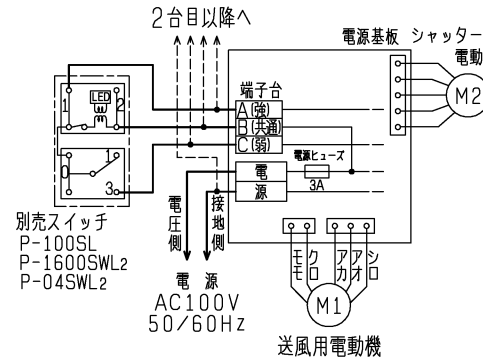 2台目以降へ
電源基板
シャッター
電動
LED
1
2
端子台
A(強)
B(共通)
C(弱)
M2
0
1
3
電
源
電源ヒューズ
3A
別売スイッチ
P-100SL
P-1600SWL2
P-04SWL2
電圧側
接地側
電 源
AC100V
50/60Hz
モモ
クロ
アカ
アオ
シロ
M1
送風用電動機